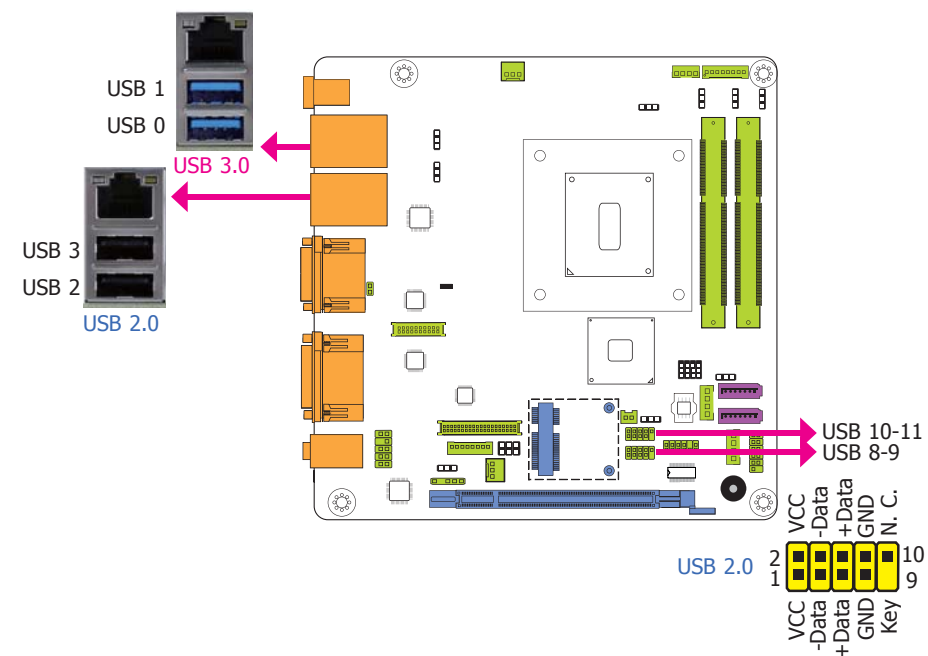 USB 1
USB 0
USB 3.0
USB 3
USB 2
USB 2.0
USB 10-11
USB 8-9
USB 2.0
VCC
-Data
+Data
GND
N. C.
2
10
1
9
VCC
-Data
+Data
GND
Key